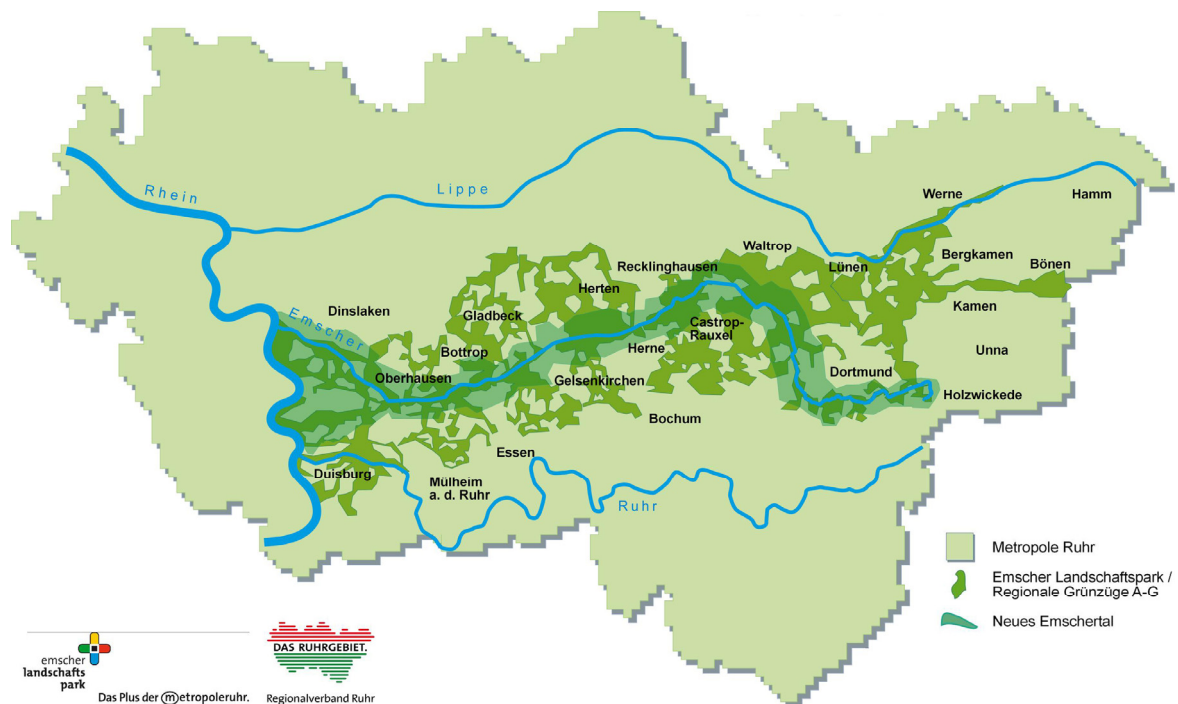 Rhein
Lippe
Werne
Hamm
Waltrop
Bergkamen
Recklinghausen
Lünen
Bönen
Herten
Dinslaken
Emscher
Gladbeck
Kamen
Castrop-
Rauxel
Herne
Bottrop
Unna
Oberhausen
Gelsenkirchen
Dortmund
Holzwickede
Bochum
Essen
Duisburg
Mülheim
a. d. Ruhr
Ruhr
Metropole Ruhr
Emscher Landschaftspark /
Regionale Grünzüge A-G
Neues Emschertal
emscher
landschafts
park
Das Plus der metropoleruhr.
DAS RUHRGEBIET.
Regionalverband Ruhr